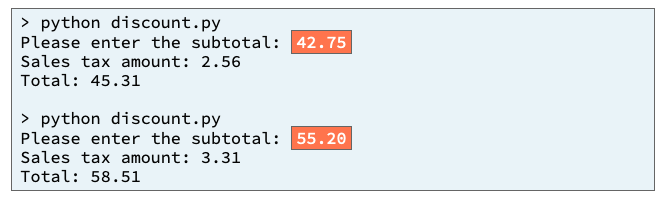 > python discount.py
Please enter the subtotal: 42.75
Sales tax amount: 2.56
Total: 45.31
> python discount.py
Please enter the subtotal: 55.20
Sales tax amount: 3.31
Total: 58.51